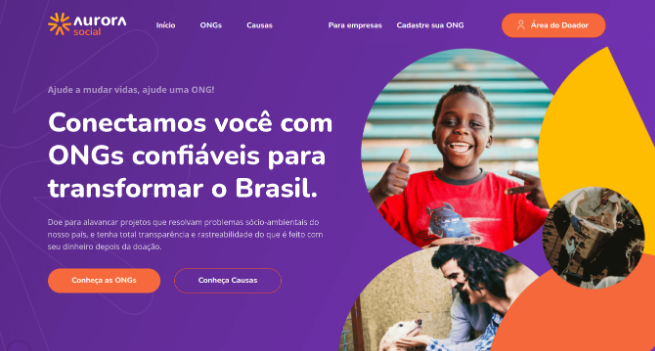 aurora
social
Início
ONGs
Causas
Para empresas
Cadastre sua ONG
Área do Doador
Ajude a mudar vidas, ajude uma ONG!
Conectamos você com
ONGs confiáveis para
transformar o Brasil.
Doe para alavancar projetos que resolvam problemas sócio-ambientais do
nosso país, e tenha total transparência e rastreabilidade do que é feito com
seu dinheiro depois da doação.
Conheça as ONGs
Conheça Causas